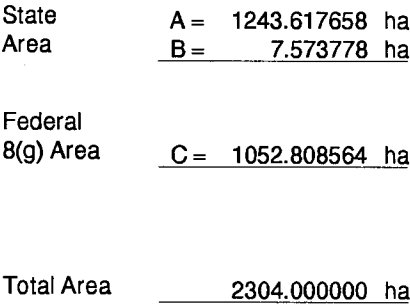 State A = 1243.617658 ha
Area B = 7.573778 ha
Federal
8(g) Area C = 1052.808564 ha
Total Area 2304.000000 ha